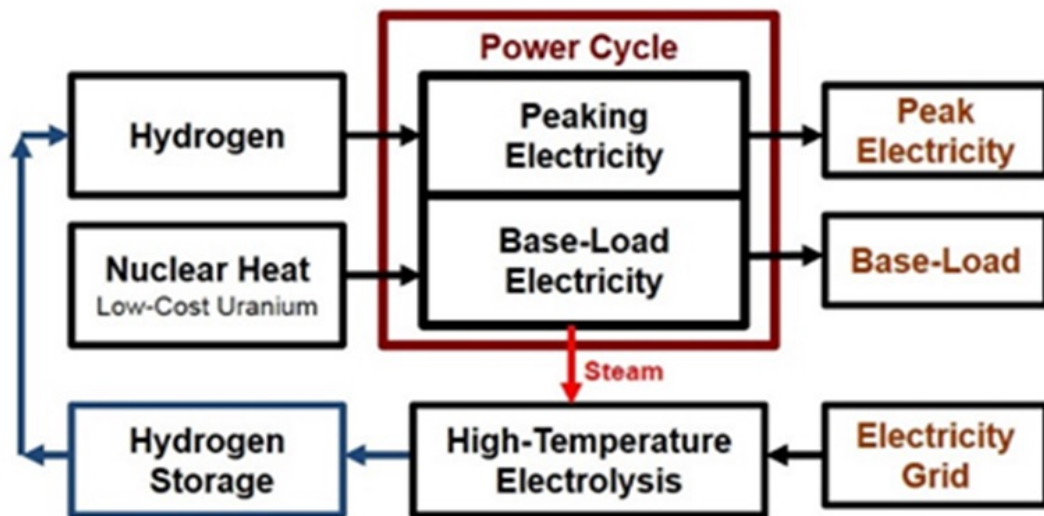 Power Cycle
Hydrogen
Peaking
Electricity
Peak
Electricity
Nuclear Heat
Low-Cost Uranium
Base-Load
Electricity
Base-Load
Steam
Hydrogen
Storage
High-Temperature
Electrolysis
Electricity
Grid